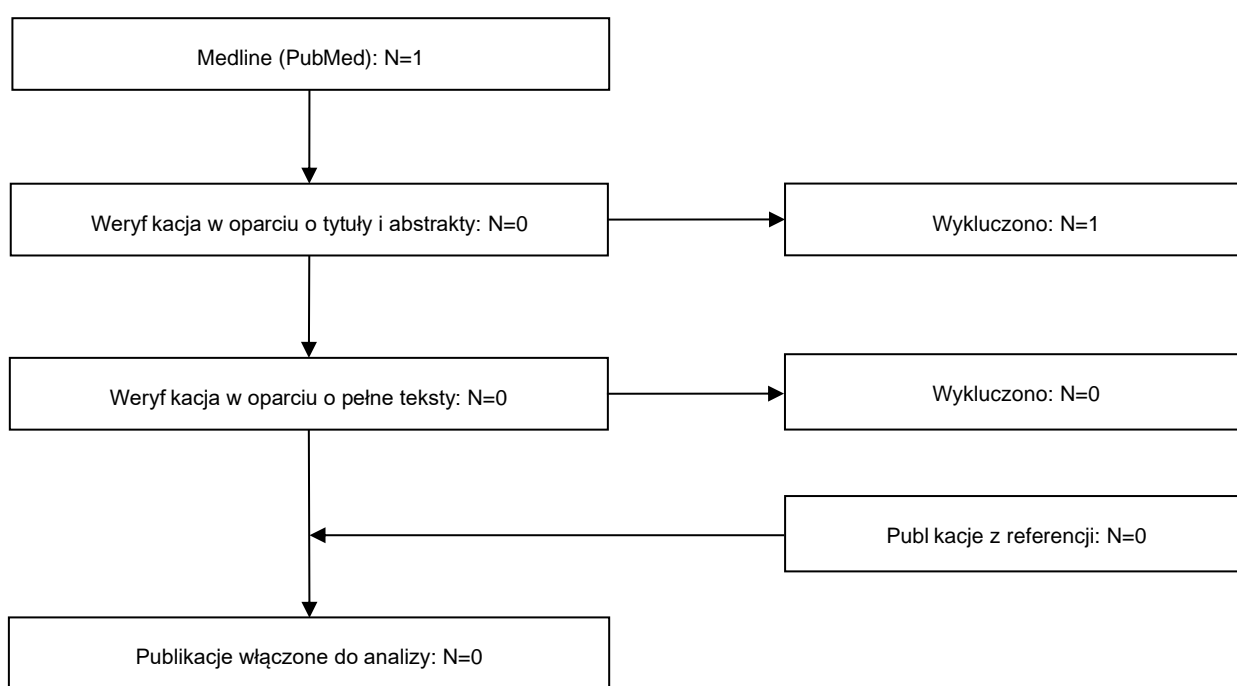 Medline (PubMed): N=1
Weryf kacja w oparciu o tytuły i abstrakty: N=0
Wykluczono: N=1
Weryf kacja w oparciu o pełne teksty: N=0
Wykluczono: N=0
Publ kacje z referencji: N=0
Publikacje włączone do analizy: N=0